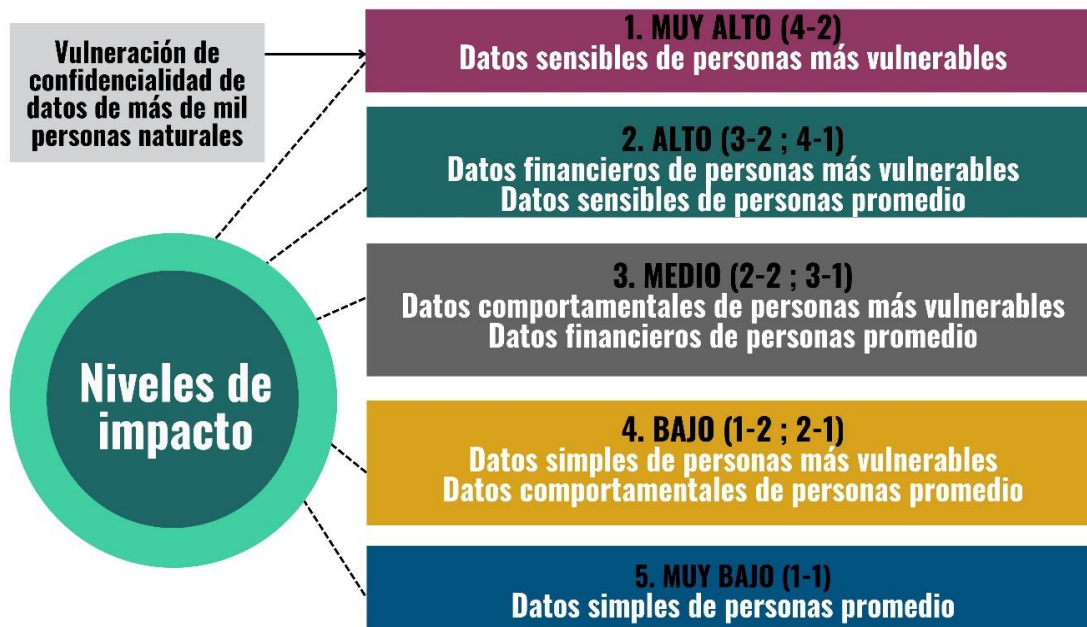 Vulneración de
confidencialidad de
datos de más de mil
personas naturales
1. MUY ALTO (4-2)
Datos sensibles de personas más vulnerables
2. ALTO (3-2 ; 4-1)
Datos financieros de personas más vulnerables
Datos sensibles de personas promedio
3. MEDIO (2-2 ; 3-1)
Datos comportamentales de personas más vulnerables
Datos financieros de personas promedio
Niveles de
impacto
4. BAJO (1-2 ; 2-1)
Datos simples de personas más vulnerables
Datos comportamentales de personas promedio
5. MUY BAJO (1-1)
Datos simples de personas promedio